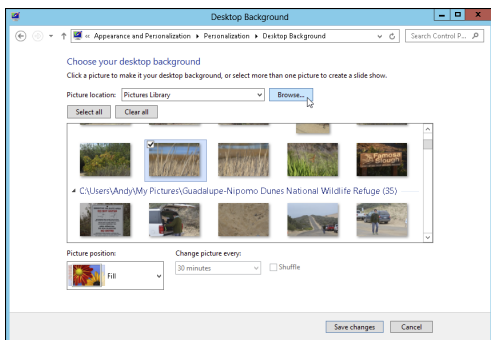 Desktop Background
« Appearance and Personalization ▸ Personalization ▸ Desktop Background
Search Control P...
Choose your desktop background
Click a picture to make it your desktop background, or select more than one picture to create a slide show.
Picture location: Pictures Library Browse...
Select all Clear all
Famosa
Slough
C:\Users\Andy\My Pictures\Guadalupe-Nipomo Dunes National Wildlife Refuge (35)
Picture position: Change picture every:
Fill 30 minutes Shuffle
Save changes Cancel